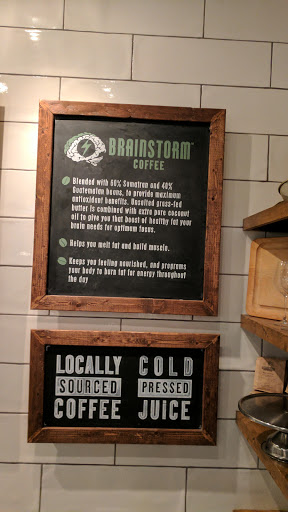 BRAINSTORM™
COFFEE
Blended with 60% Sumatran and 40%
Guatemalan beans, to provide maximum
antioxidant benefits. Unsalted grass-fed
butter is combined with extra pure coconut
oil to give you that boost of healthy fat your
brain needs for optimum focus.
Helps you melt fat and build muscle.
Keeps you feeling nourished, and programs
your body to burn fat for energy throughout
the day
LOCALLY
SOURCED
COFFEE
COLD
PRESSED
JUICE